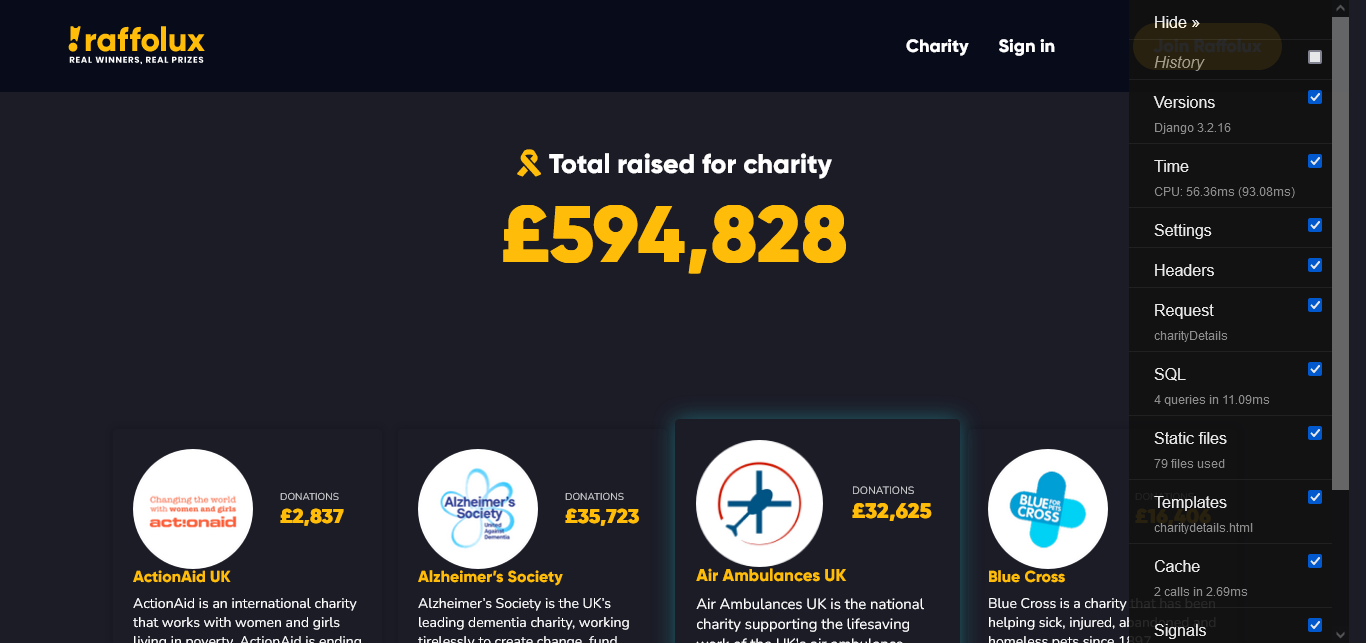 !raffolux
REAL WINNERS, REAL PRIZES
Charity
Sign in
Join Raffolux
Total raised for charity
£594,828
Changing the world
with women and girls
act!onaid
DONATIONS
£2,837
ActionAid UK
ActionAid is an international charity
that works with women and girls
living in poverty. ActionAid is ending
Alzheimer's
Society
United
Against
Dementia
DONATIONS
£35,723
Alzheimer's Society
Alzheimer's Society is the UK's
leading dementia charity, working
tirelessly to create change, fund
DONATIONS
£32,625
Air Ambulances UK
Air Ambulances UK is the national
charity supporting the lifesaving
work of the UK's air ambulance
BLUE FOR PETS
CROSS
Blue Cross
Blue Cross is a charity that has been
helping sick, injured, abandoned and
homeless pets since
Hide »
History
Versions
Django 3.2.16
Time
CPU: 56.36ms (93.08ms)
Settings
Headers
Request
charityDetails
SQL
4 queries in 11.09ms
Static files
79 files used
Templates
charitydetails.html
Cache
2 calls in 2.69ms
Signals